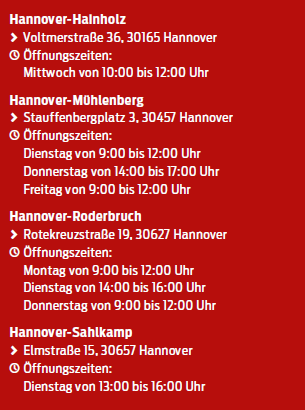 Hannover-Hainholz
Voltmerstraße 36, 30165 Hannover
Öffnungszeiten:
Mittwoch von 10:00 bis 12:00 Uhr
Hannover-Mühlenberg
Stauffenbergplatz 3, 30457 Hannover
Öffnungszeiten:
Dienstag von 9:00 bis 12:00 Uhr
Donnerstag von 14:00 bis 17:00 Uhr
Freitag von 9:00 bis 12:00 Uhr
Hannover-Roderbruch
Rotekreuzstraße 19, 30627 Hannover
Öffnungszeiten:
Montag von 9:00 bis 12:00 Uhr
Dienstag von 14:00 bis 16:00 Uhr
Donnerstag von 9:00 bis 12:00 Uhr
Hannover-Sahlkamp
Elmstraße 15, 30657 Hannover
Öffnungszeiten:
Dienstag von 13:00 bis 16:00 Uhr